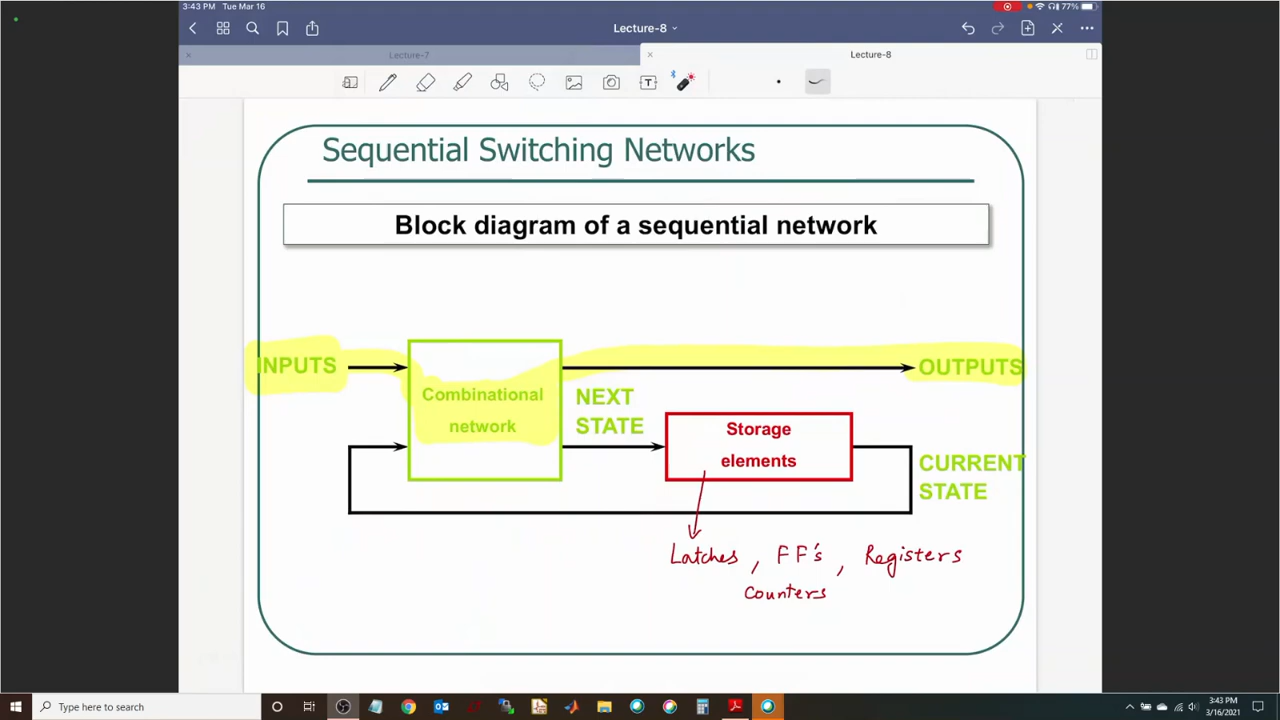 3:43 PM Tue Mar 16
77%
Lecture-8
Lecture-7
Lecture-8
T
Sequential Switching Networks
Block diagram of a sequential network
INPUTS
OUTPUTS
Combinational
network
NEXT
STATE
Storage
elements
CURRENT
STATE
Latches , FF's , Registers
Counters
Type here to search
3:43 PM
3/16/2021